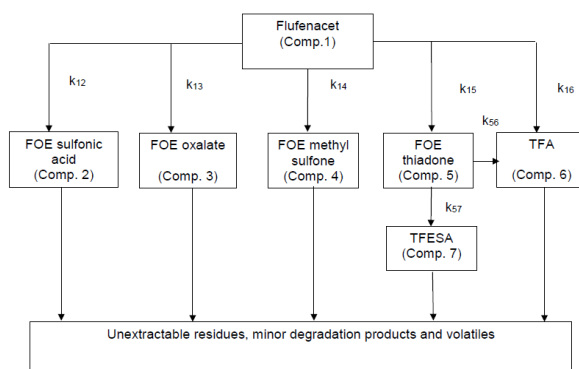 Flufenacet
(Comp.1)
k12
k13
k14
k15
k16
k56
FOE sulfonic
acid
(Comp. 2)
FOE oxalate
(Comp. 3)
FOE methyl
sulfone
(Comp. 4)
FOE
thiadone
(Comp. 5)
TFA
(Comp. 6)
k57
TFESA
(Comp. 7)
Unextractable residues, minor degradation products and volatiles